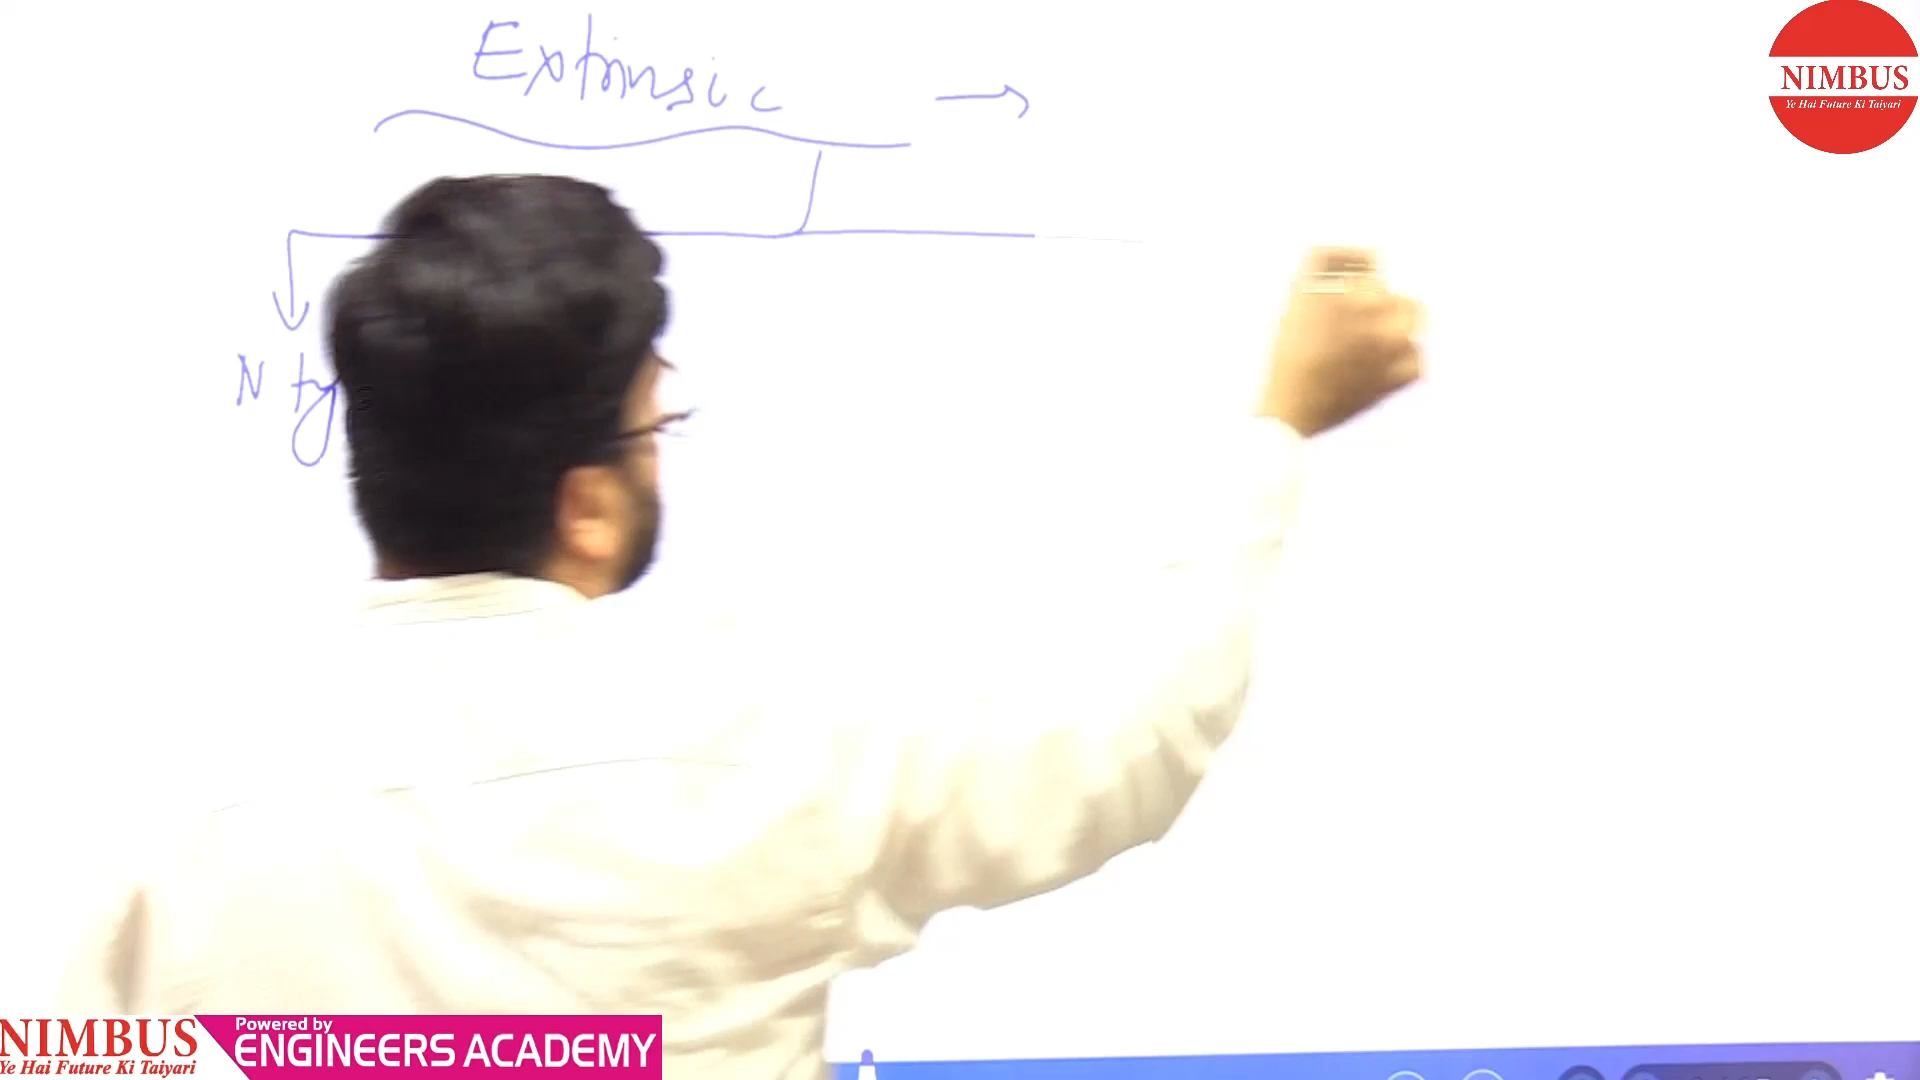 Extrinsic →
N ty
NIMBUS
Ye Hai Future Ki Taiyari
NIMBUS
Ye Hai Future Ki Taiyari
Powered by
ENGINEERS ACADEMY